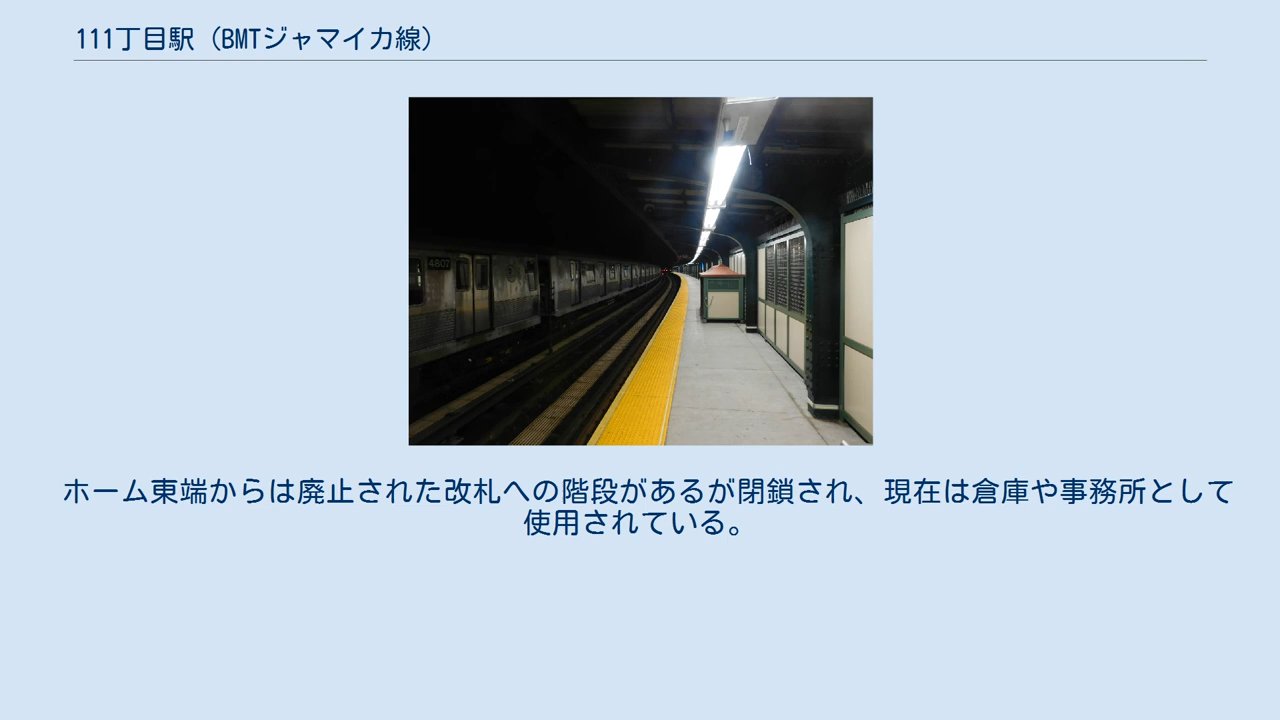 111丁目駅（BMTジャマイカ線）
4807
ホーム東端からは廃止された改札への階段があるが閉鎖され、現在は倉庫や事務所として
使用されている。